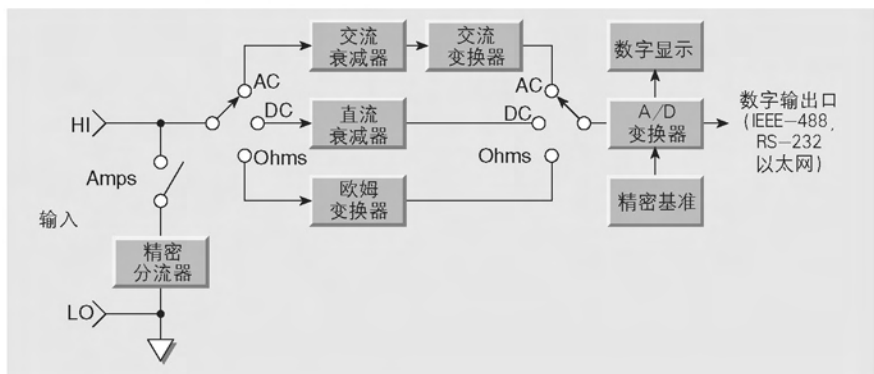 交流
衰减器
交流
变换器
数字显示
AC
AC
HI
DC
直流
衰减器
DC
A/D
变换器
数字输出口
(IEEE-488,
RS-232
以太网)
Amps
Ohms
Ohms
欧姆
变换器
精密基准
输入
精密
分流器
LO